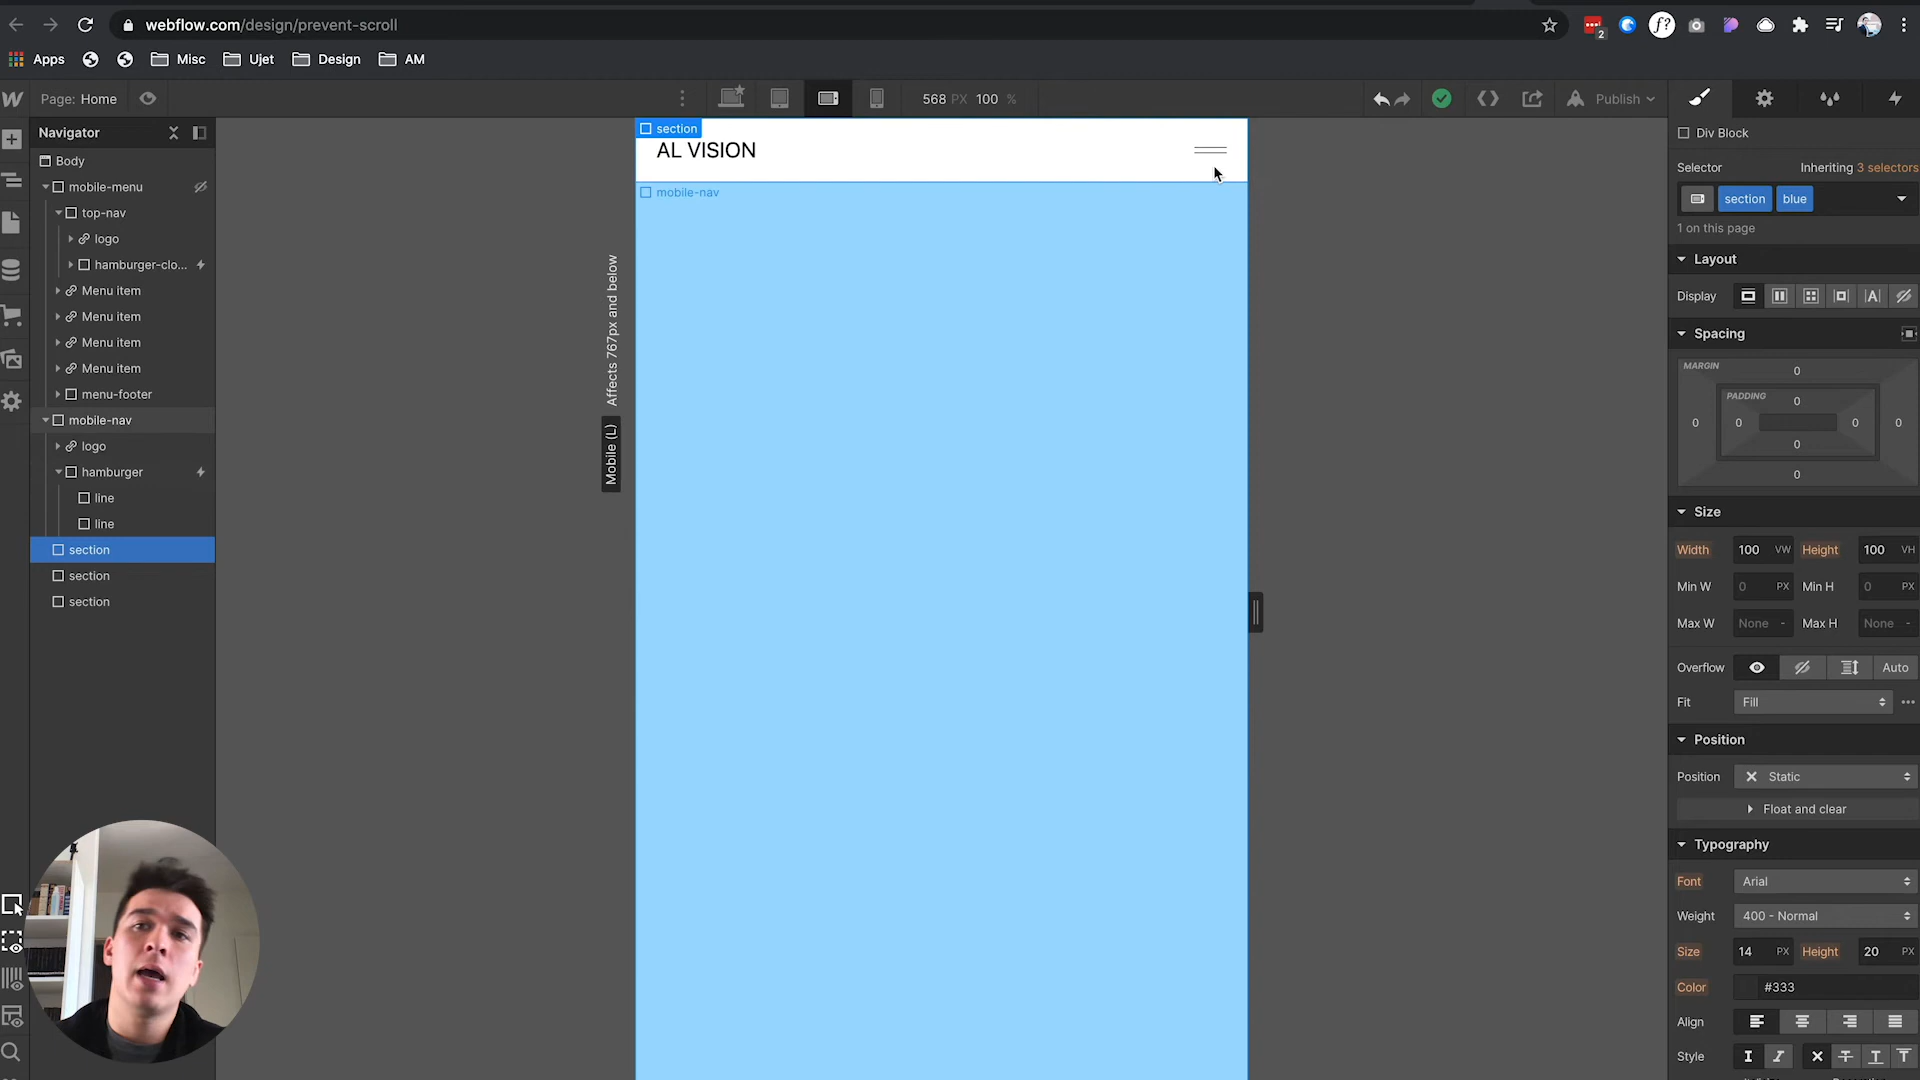 webflow.com/design/prevent-scroll
f?
2
Apps
Misc
Ujet
Design
AM
Page: Home
568 PX 100 %
Publish
Navigator
Body
mobile-menu
top-nav
logo
hamburger-clo...
Menu item
Menu item
Menu item
Menu item
menu-footer
mobile-nav
logo
hamburger
line
line
section
section
section
Affects 767px and below
Mobile (L)
section
AL VISION
mobile-nav
Div Block
Selector
Inheriting 3 selectors
section
blue
1 on this page
Layout
Display
Spacing
MARGIN
0
PADDING
0
0
0
0
0
0
0
Size
Width 100 VW Height 100 VH
Min W 0 PX Min H 0 PX
Max W None - Max H None -
Overflow Auto
Fit Fill
Position
Position Static
Float and clear
Typography
Font Arial
Weight 400 - Normal
Size 14 PX Height 20 PX
Color #333
Align
Style